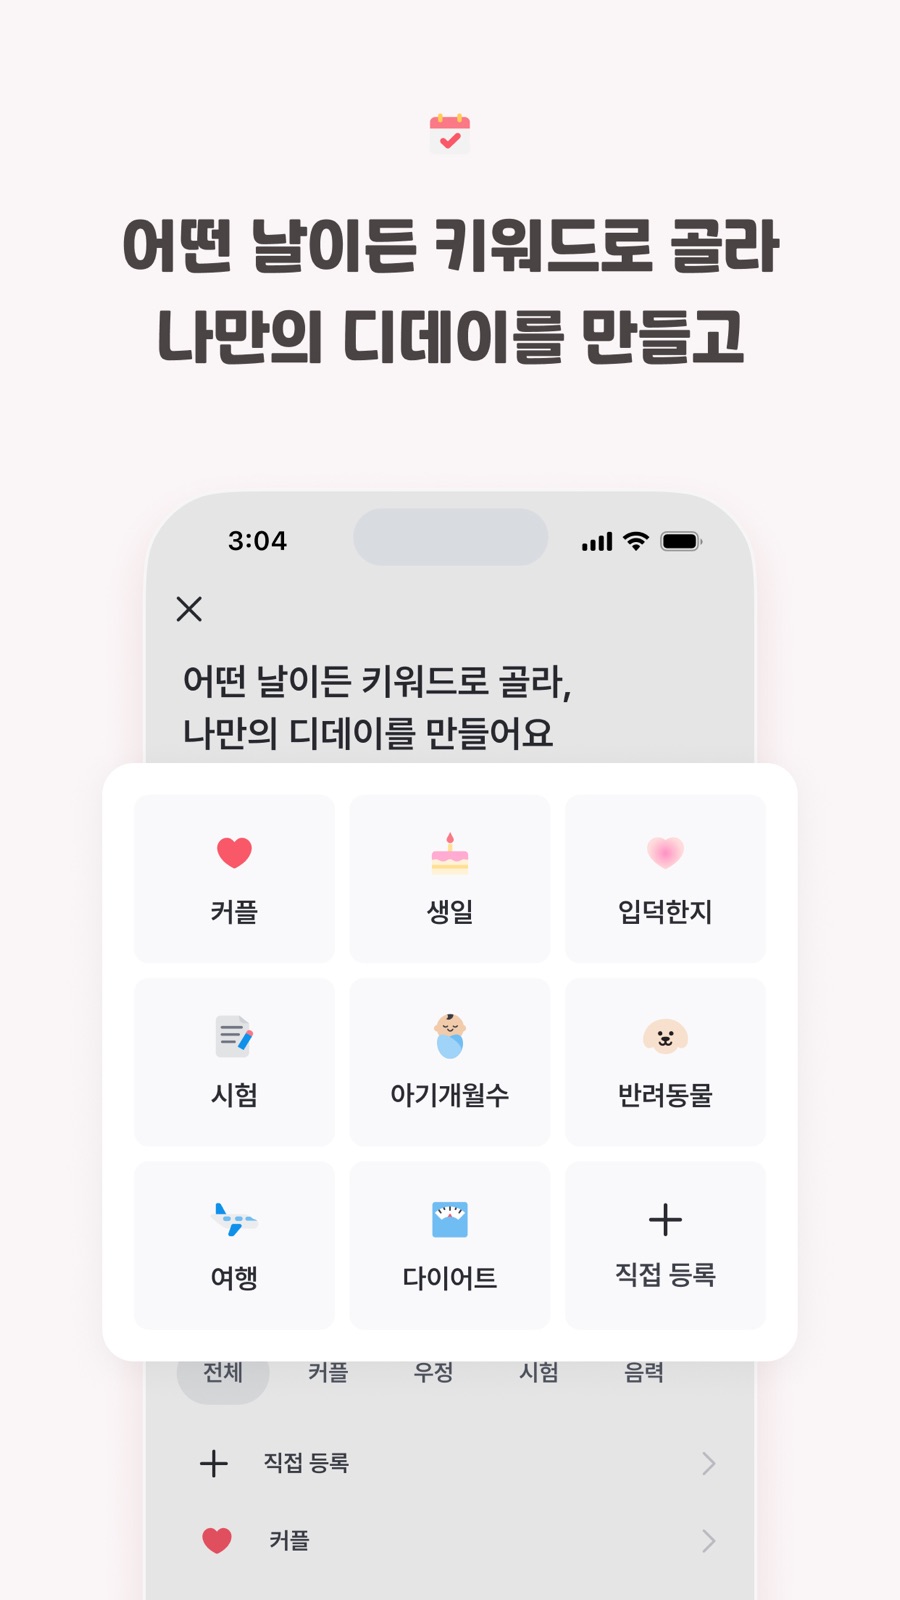 어떤 날이든 키워드로 골라
나만의 디데이를 만들고
3:04
어떤 날이든 키워드로 골라,
나만의 디데이를 만들어요
커플
생일
입덕한지
시험
아기개월수
반려동물
여행
다이어트
직접 등록
전체 커플 우정 시험 음력
직접 등록
커플